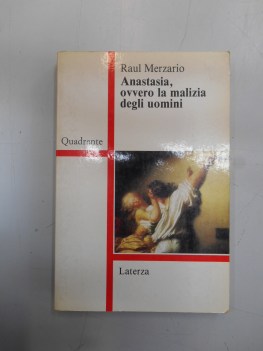 Raul Merzario
Anastasia,
ovvero la malizia
degli uomini
Quadrante
Laterza